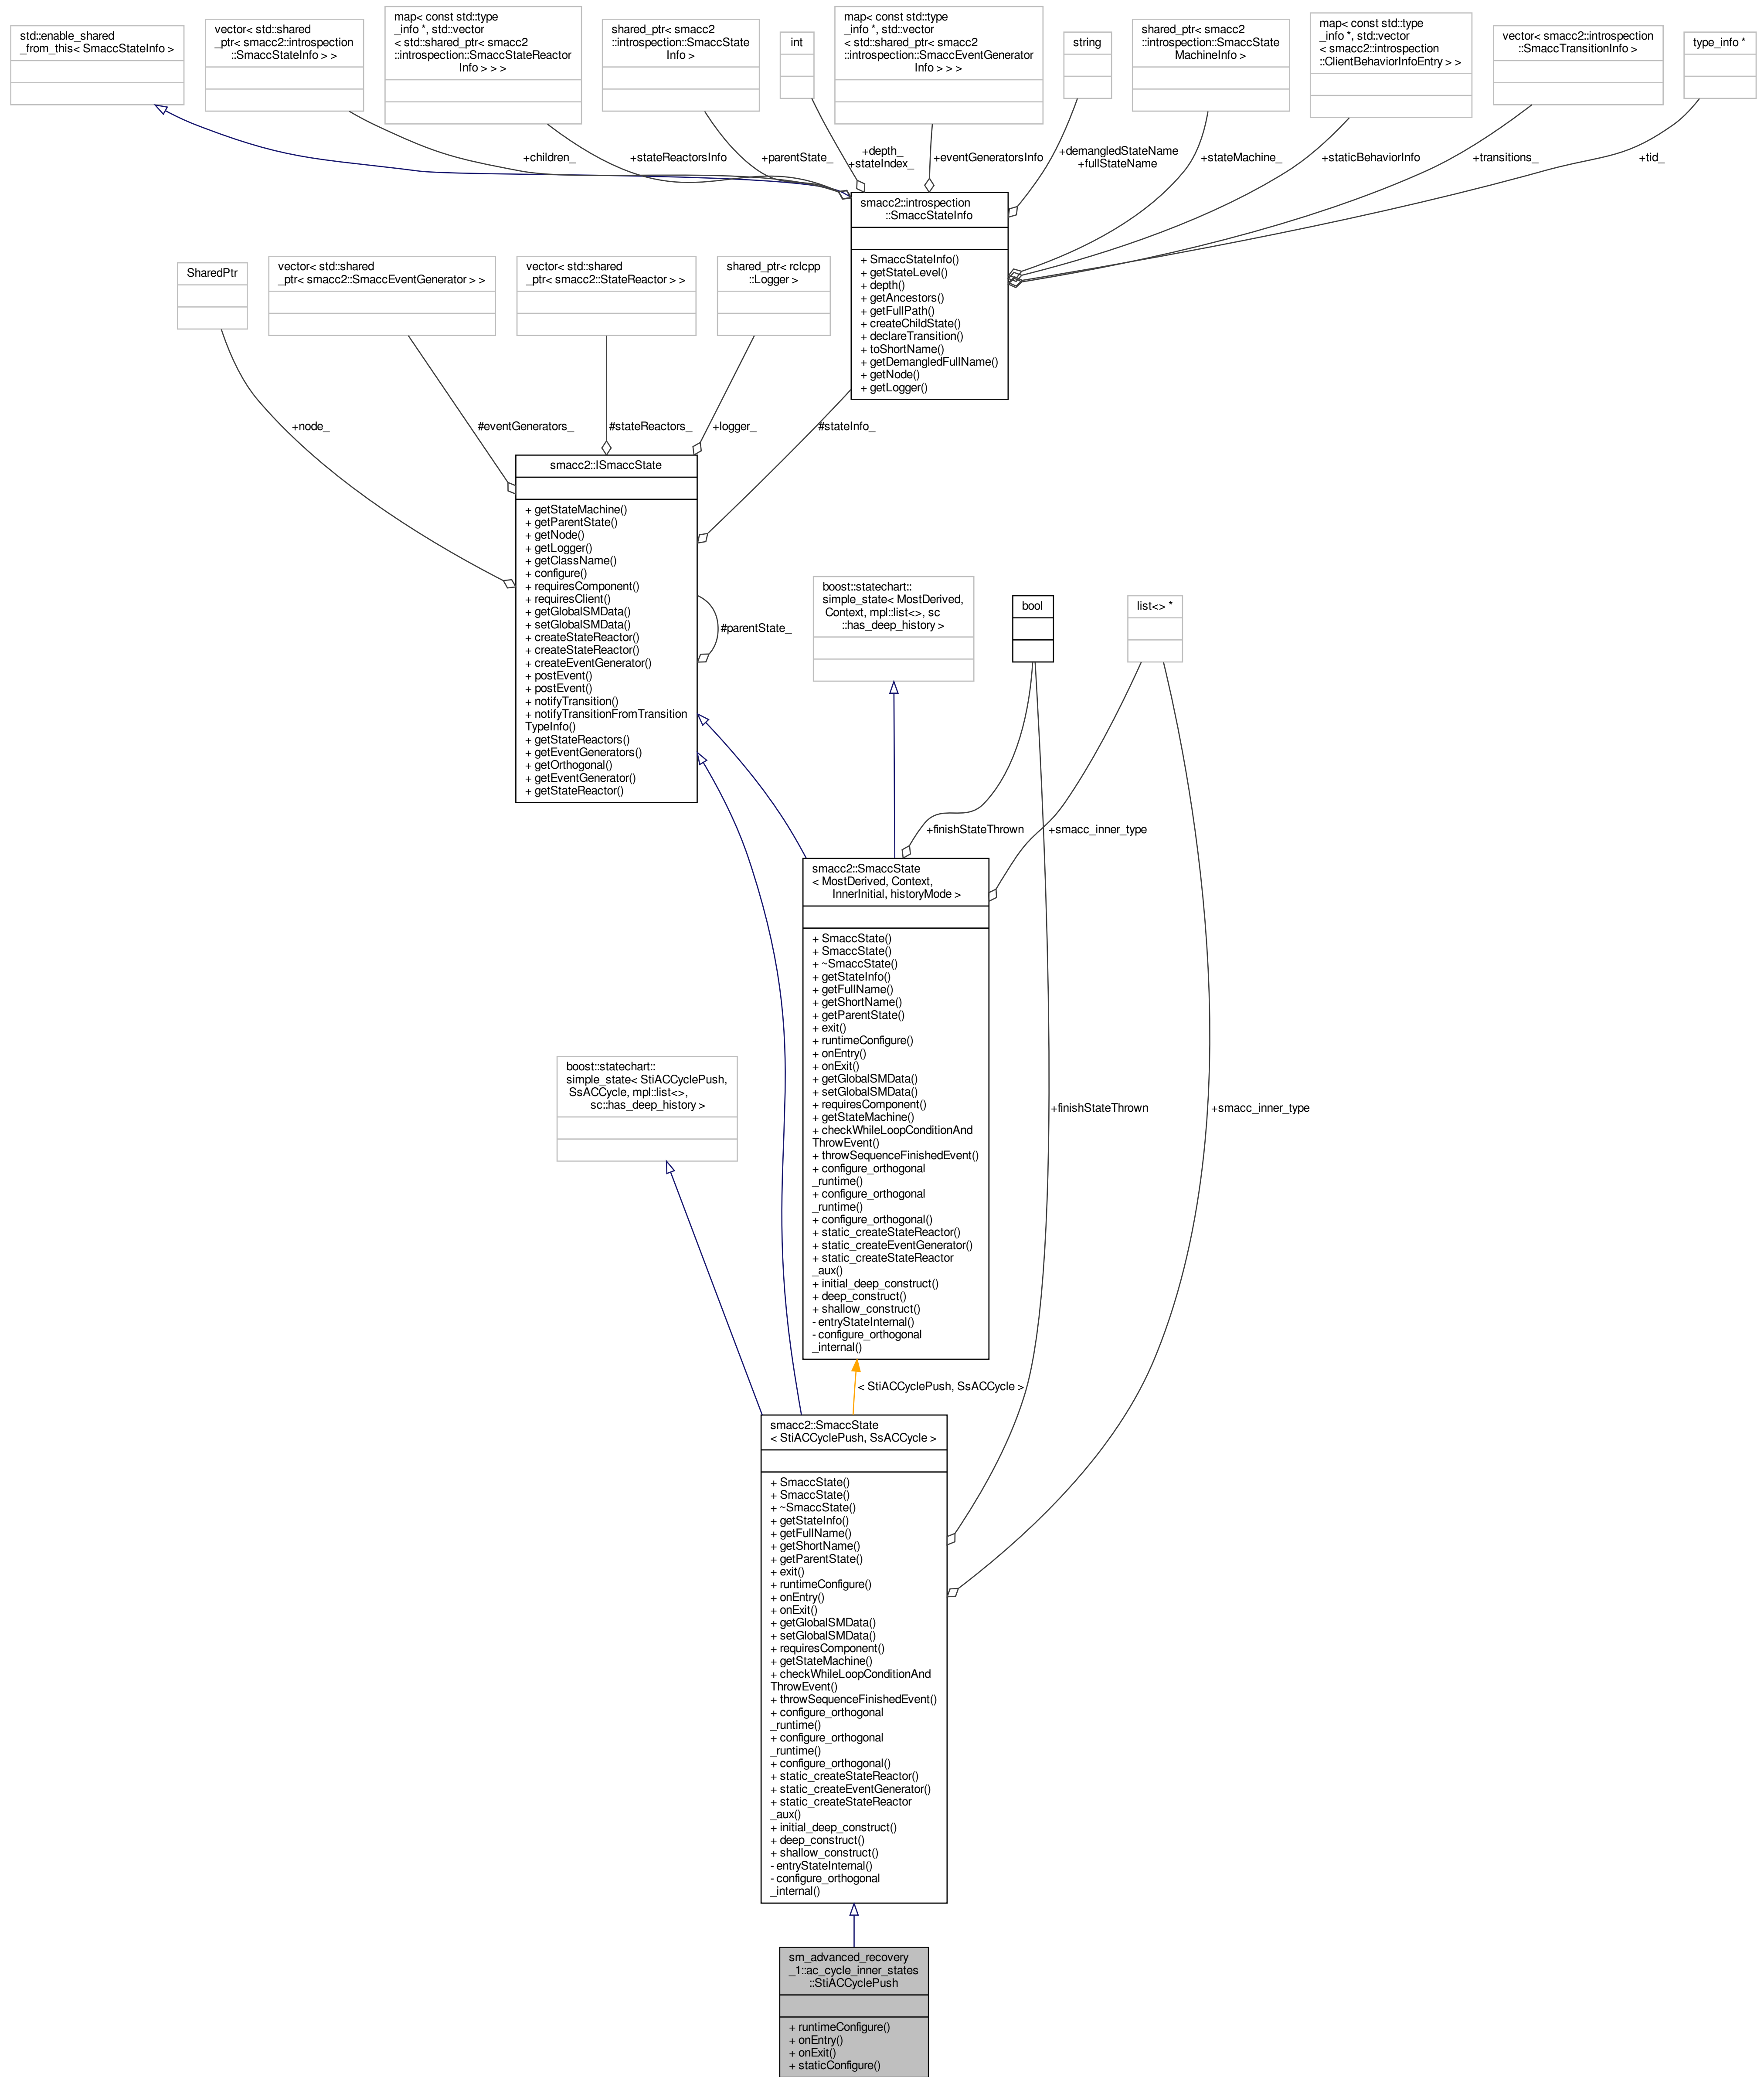 std::enable_shared
_from_this< SmaccStateInfo >
vector< std::shared
_ptr< smacc2::introspection
::SmaccStateInfo > >
map< const std::type
_info *, std::vector
< std::shared_ptr< smacc2
::introspection::SmaccStateReactor
Info > > >
shared_ptr< smacc2
::introspection::SmaccState
Info >
int
map< const std::type
_info *, std::vector
< std::shared_ptr< smacc2
::introspection::SmaccEventGenerator
Info > > >
string
shared_ptr< smacc2
::introspection::SmaccState
MachineInfo >
map< const std::type
_info *, std::vector
< smacc2::introspection
::ClientBehaviorInfoEntry > >
vector< smacc2::introspection
::SmaccTransitionInfo >
type_info *
+children_
+stateReactorsInfo
+parentState_
+depth_
+stateIndex_
+eventGeneratorsInfo
+demangledStateName
+fullStateName
+stateMachine_
+staticBehaviorInfo
+transitions_
+tid_
smacc2::introspection
::SmaccStateInfo
+ SmaccStateInfo()
+ getStateLevel()
+ depth()
+ getAncestors()
+ getFullPath()
+ createChildState()
+ declareTransition()
+ toShortName()
+ getDemangledFullName()
+ getNode()
+ getLogger()
SharedPtr
vector< std::shared
_ptr< smacc2::SmaccEventGenerator > >
vector< std::shared
_ptr< smacc2::StateReactor > >
shared_ptr< rclcpp
::Logger >
+node_
#eventGenerators_
#stateReactors_
+logger_
#stateInfo_
smacc2::ISmaccState
+ getStateMachine()
+ getParentState()
+ getNode()
+ getLogger()
+ getClassName()
+ configure()
+ requiresComponent()
+ requiresClient()
+ getGlobalSMData()
+ setGlobalSMData()
+ createStateReactor()
+ createStateReactor()
+ createEventGenerator()
+ postEvent()
+ postEvent()
+ notifyTransition()
+ notifyTransitionFromTransition
TypeInfo()
+ getStateReactors()
+ getEventGenerators()
+ getOrthogonal()
+ getEventGenerator()
+ getStateReactor()
#parentState_
boost::statechart::
simple_state< MostDerived,
Context, mpl::list<>, sc
::has_deep_history >
bool
list<> *
+finishStateThrown
+smacc_inner_type
smacc2::SmaccState
< MostDerived, Context,
InnerInitial, historyMode >
+ SmaccState()
+ SmaccState()
+ ~SmaccState()
+ getStateInfo()
+ getFullName()
+ getShortName()
+ getParentState()
+ exit()
+ runtimeConfigure()
+ onEntry()
+ onExit()
+ getGlobalSMData()
+ setGlobalSMData()
+ requiresComponent()
+ getStateMachine()
+ checkWhileLoopConditionAnd
ThrowEvent()
+ throwSequenceFinishedEvent()
+ configure_orthogonal
_runtime()
+ configure_orthogonal
_runtime()
+ configure_orthogonal()
+ static_createStateReactor()
+ static_createEventGenerator()
+ static_createStateReactor
_aux()
+ initial_deep_construct()
+ deep_construct()
+ shallow_construct()
- entryStateInternal()
- configure_orthogonal
_internal()
boost::statechart::
simple_state< StiACCyclePush,
SsACCycle, mpl::list<>,
sc::has_deep_history >
+finishStateThrown
+smacc_inner_type
< StiACCyclePush, SsACCycle >
smacc2::SmaccState
< StiACCyclePush, SsACCycle >
+ SmaccState()
+ SmaccState()
+ ~SmaccState()
+ getStateInfo()
+ getFullName()
+ getShortName()
+ getParentState()
+ exit()
+ runtimeConfigure()
+ onEntry()
+ onExit()
+ getGlobalSMData()
+ setGlobalSMData()
+ requiresComponent()
+ getStateMachine()
+ checkWhileLoopConditionAnd
ThrowEvent()
+ throwSequenceFinishedEvent()
+ configure_orthogonal
_runtime()
+ configure_orthogonal
_runtime()
+ configure_orthogonal()
+ static_createStateReactor()
+ static_createEventGenerator()
+ static_createStateReactor
_aux()
+ initial_deep_construct()
+ deep_construct()
+ shallow_construct()
- entryStateInternal()
- configure_orthogonal
_internal()
sm_advanced_recovery
_1::ac_cycle_inner_states
::StiACCyclePush
+ runtimeConfigure()
+ onEntry()
+ onExit()
+ staticConfigure()